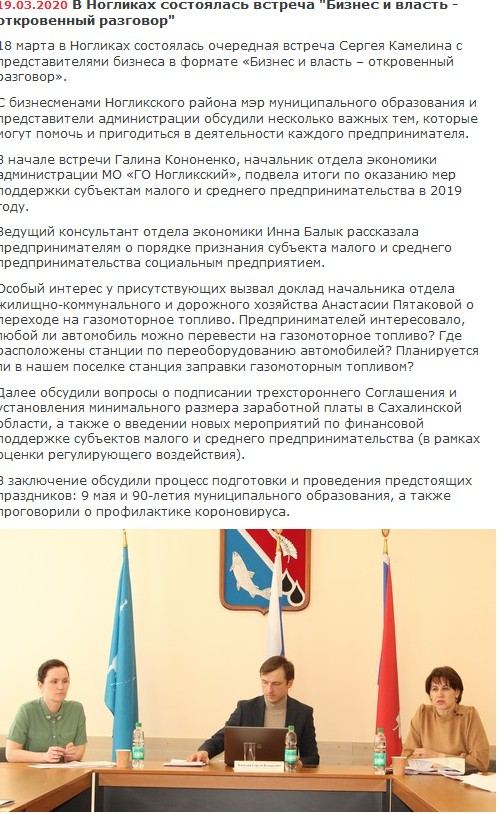 19.03.2020 В Ногликах состоялась встреча "Бизнес и власть -
откровенный разговор"
18 марта в Ногликах состоялась очередная встреча Сергея Камелина с
представителями бизнеса в формате «Бизнес и власть – откровенный
разговор».
С бизнесменами Ногликского района мэр муниципального образования и
представители администрации обсудили несколько важных тем, которые
могут помочь и пригодиться в деятельности каждого предпринимателя.
В начале встречи Галина Кононенко, начальник отдела экономики
администрации МО «ГО Ногликский», подвела итоги по оказанию мер
поддержки субъектам малого и среднего предпринимательства в 2019
году.
Ведущий консультант отдела экономики Инна Балык рассказала
предпринимателям о порядке признания субъекта малого и среднего
предпринимательства социальным предприятием.
Особый интерес у присутствующих вызвал доклад начальника отдела
жилищно-коммунального и дорожного хозяйства Анастасии Пятаковой о
переходе на газомоторное топливо. Предпринимателей интересовало,
любой ли автомобиль можно перевести на газомоторное топливо? Где
расположены станции по переоборудованию автомобилей? Планируется
ли в нашем поселке станция заправки газомоторным топливом?
Далее обсудили вопросы о подписании трехстороннего Соглашения и
установления минимального размера заработной платы в Сахалинской
области, а также о введении новых мероприятий по финансовой
поддержке субъектов малого и среднего предпринимательства (в рамках
оценки регулирующего воздействия).
В заключение обсудили процесс подготовки и проведения предстоящих
праздников: 9 мая и 90-летия муниципального образования, а также
проговорили о профилактике короновируса.